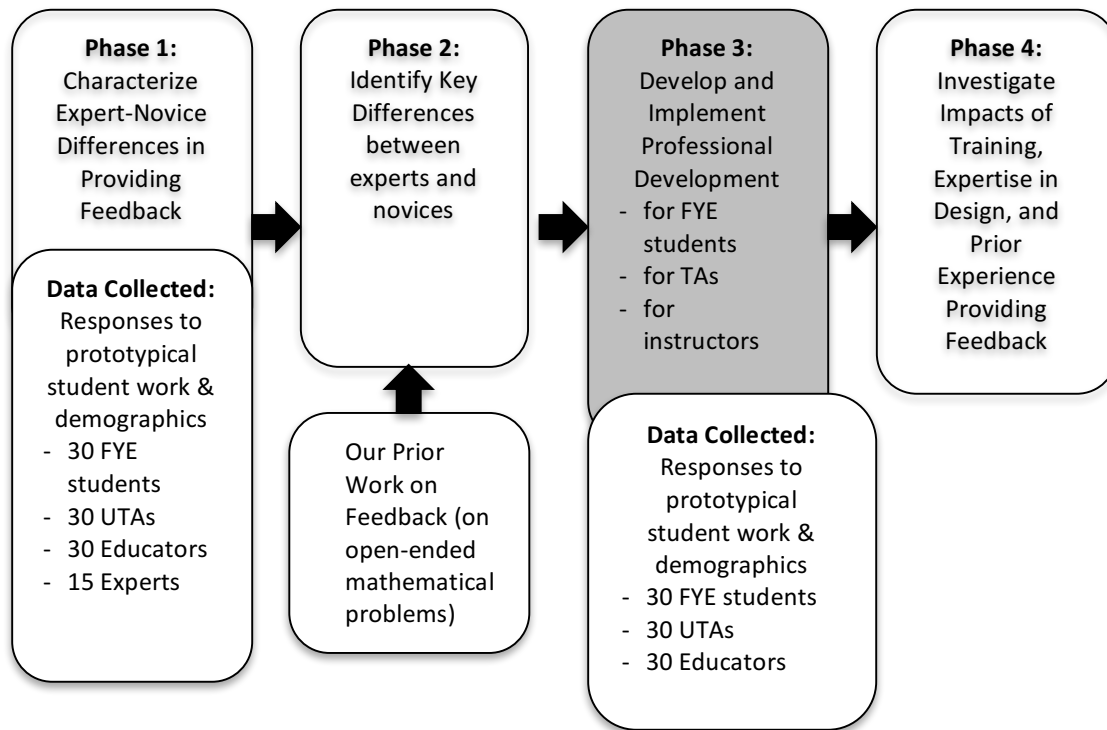 Phase 1:
Characterize
Expert-Novice
Differences in
Providing
Feedback
Data Collected:
Responses to
prototypical
student work &
demographics
- 30 FYE
students
- 30 UTAs
- 30 Educators
- 15 Experts
Phase 2:
Identify Key
Differences
between
experts and
novices
Our Prior
Work on
Feedback (on
open-ended
mathematical
problems)
Phase 3:
Develop and
Implement
Professional
Development
- for FYE
students
- for TAs
- for
instructors
Data Collected:
Responses to
prototypical
student work &
demographics
- 30 FYE students
- 30 UTAs
- 30 Educators
Phase 4:
Investigate
Impacts of
Training,
Expertise in
Design, and
Prior
Experience
Providing
Feedback